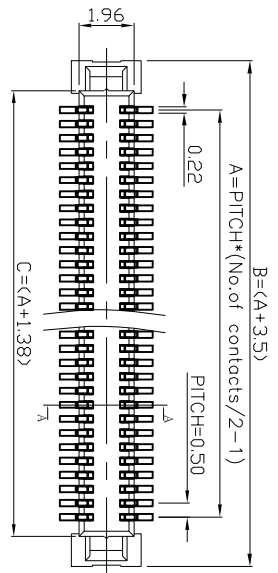 1.96
0.22
A=PITCH*(No.of contacts/2-1)
B=(A+3.5)
C=(A+1.38)
PITCH=0.50
A
A